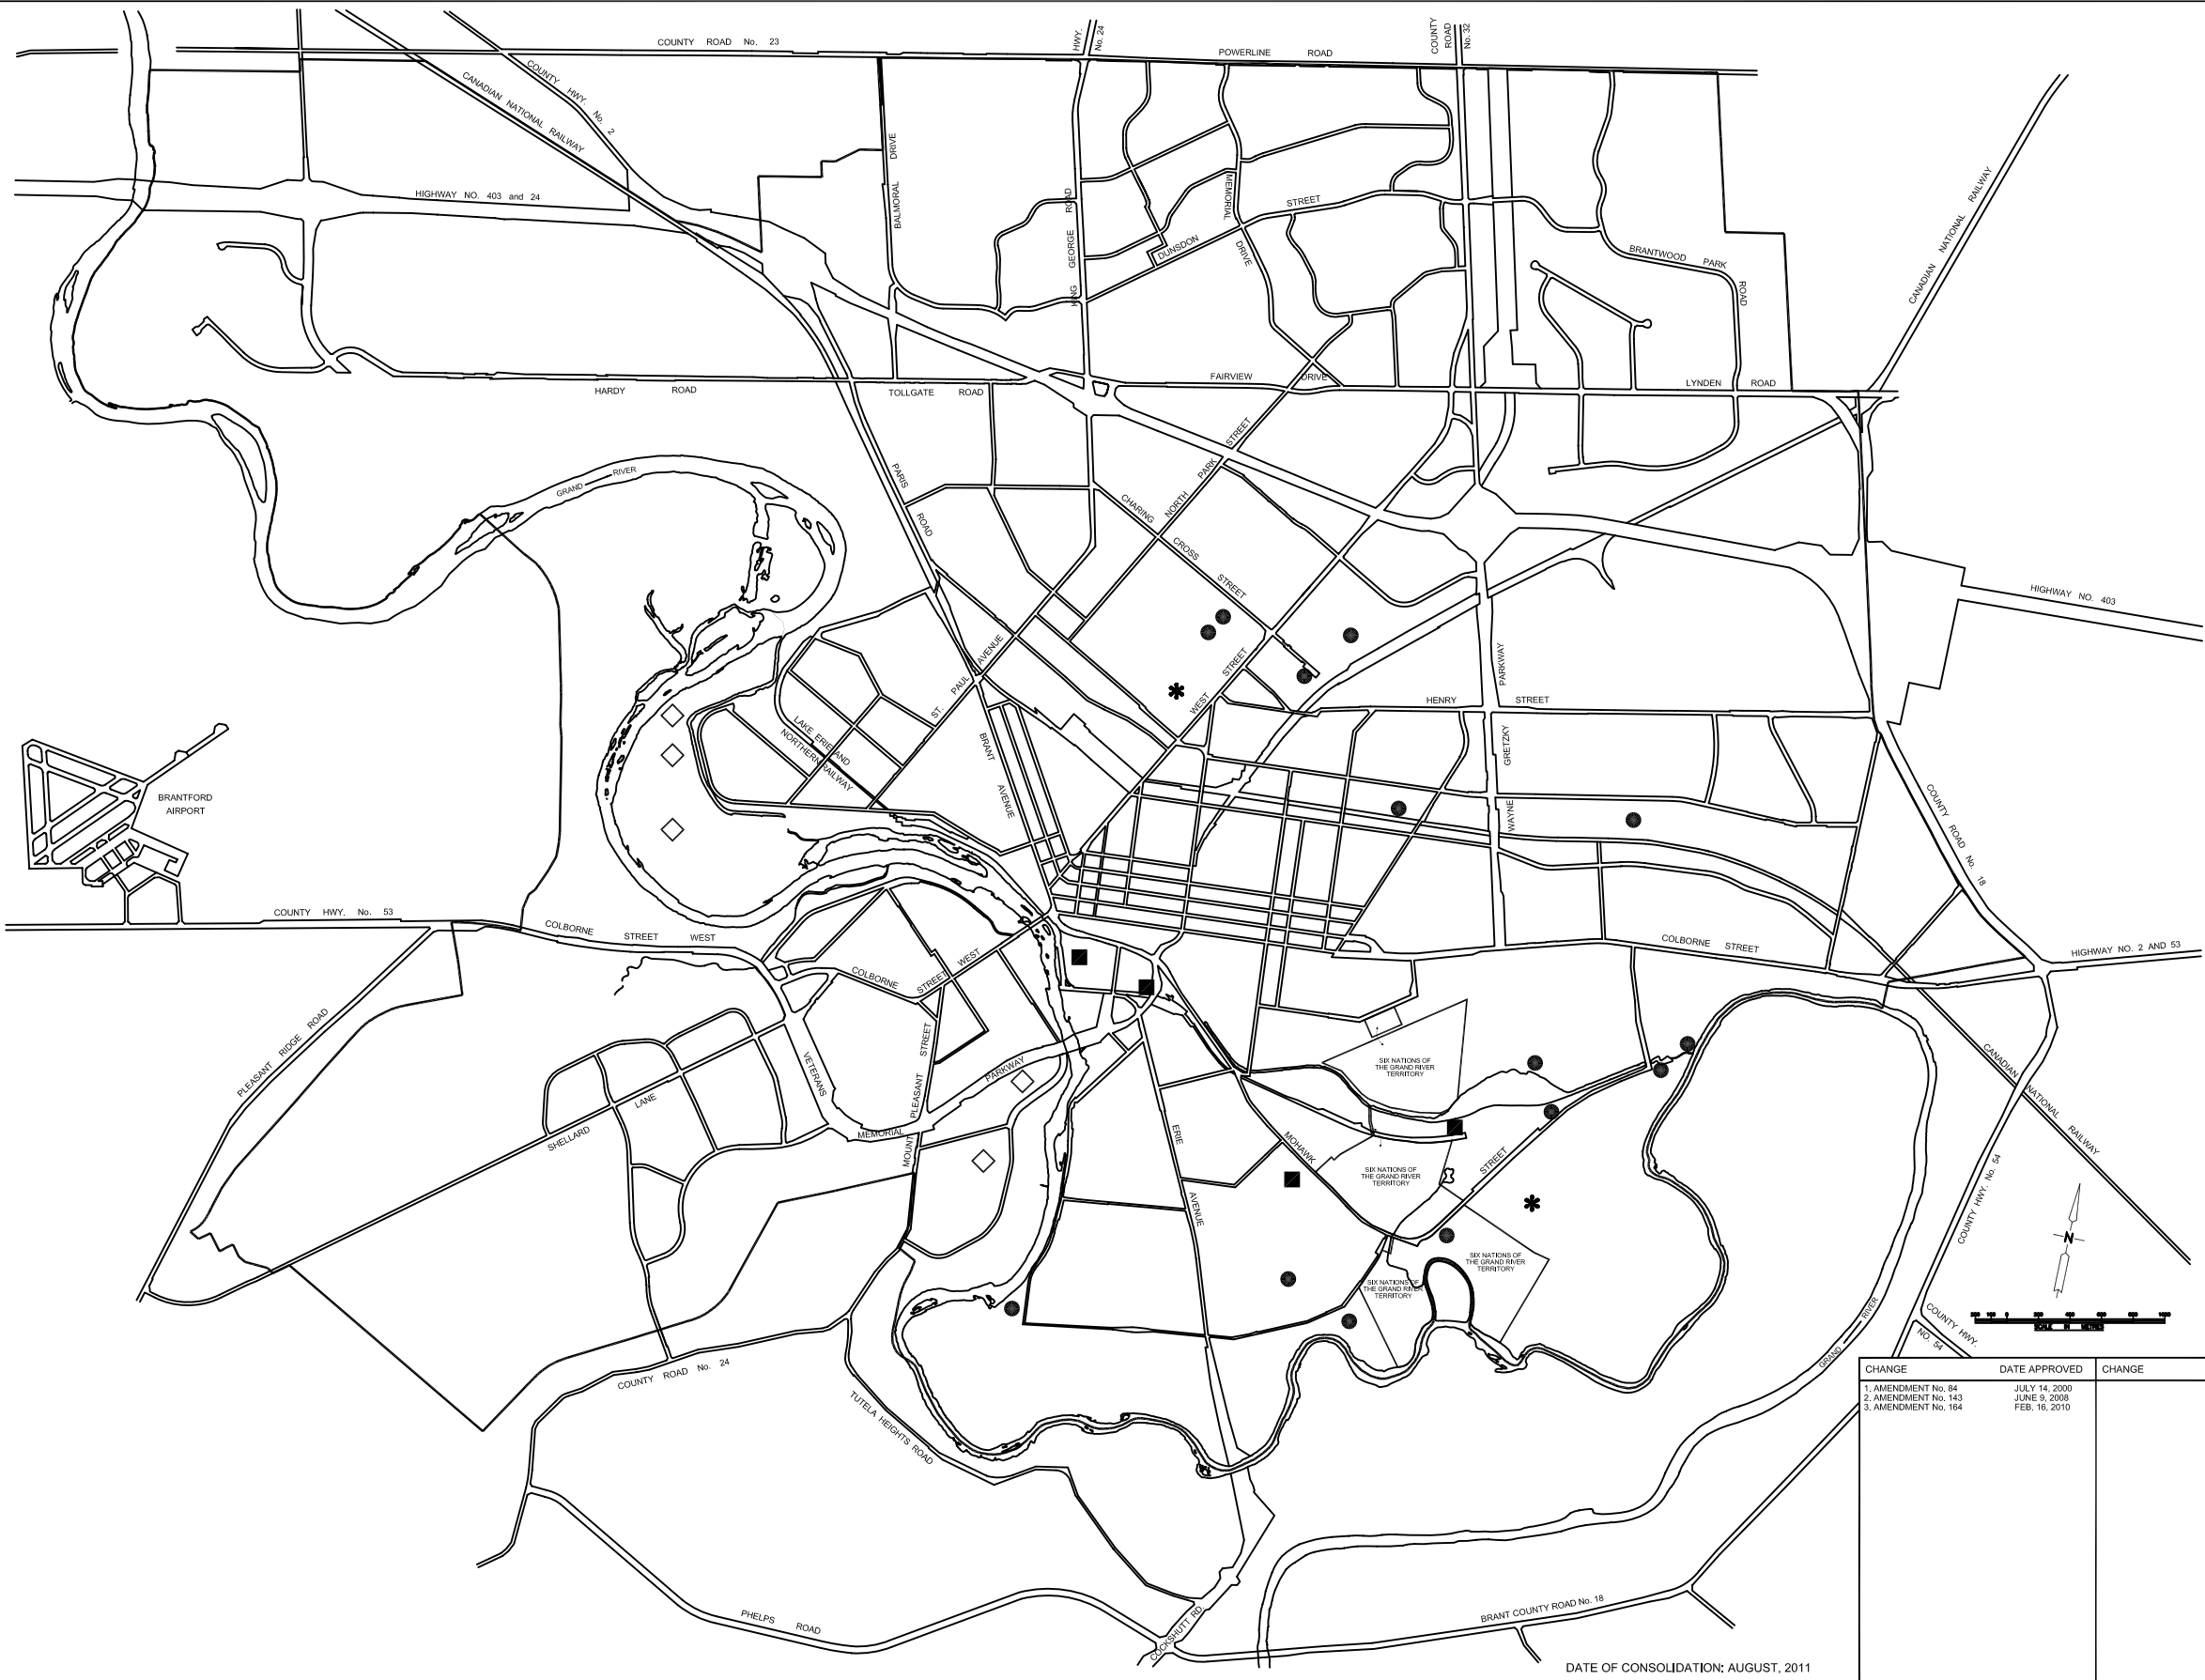 COUNTY ROAD No. 23
HWY. No. 24
POWERLINE ROAD
COUNTY ROAD No. 32
COUNTY HWY. No. 2
CANADIAN NATIONAL RAILWAY
HIGHWAY NO. 403 and 24
BALMORAL DRIVE
KING GEORGE ROAD
MEMORIAL DRIVE
DUNSDON STREET
BRANTWOOD PARK ROAD
CANADIAN NATIONAL RAILWAY
HARDY ROAD
TOLLGATE ROAD
FAIRVIEW DRIVE
LYNDEN ROAD
GRAND RIVER
PARIS ROAD
CHARING CROSS STREET
NORTH PARK STREET
HIGHWAY NO. 403
ST. PAUL AVENUE
WEST STREET
HENRY STREET
WAYNE GRETZKY PARKWAY
LAKE ERIE AND
NORTHERN RAILWAY
BRANT AVENUE
BRANTFORD
AIRPORT
COUNTY ROAD No. 18
COUNTY HWY. No. 53
COLBORNE STREET WEST
COLBORNE STREET WEST
COLBORNE STREET
HIGHWAY NO. 2 AND 53
PLEASANT RIDGE ROAD
SHELLARD LANE
VETERANS MEMORIAL PARKWAY
MOUNT PLEASANT STREET
ERIE AVENUE
MOHAWK STREET
SIX NATIONS OF
THE GRAND RIVER
TERRITORY
SIX NATIONS OF
THE GRAND RIVER
TERRITORY
SIX NATIONS OF
THE GRAND RIVER
TERRITORY
SIX NATIONS OF
THE GRAND RIVER
TERRITORY
CANADIAN NATIONAL RAILWAY
COUNTY HWY. No. 54
N
SCALE IN METRES
COUNTY HWY.
NO. 54
GRAND RIVER
COUNTY ROAD No. 24
TUTELA HEIGHTS ROAD
PHELPS ROAD
COCKSHUTT RD
BRANT COUNTY ROAD No. 18
CHANGE DATE APPROVED CHANGE
1. AMENDMENT No. 84 JULY 14, 2000
2. AMENDMENT No. 143 JUNE 9, 2008
3. AMENDMENT No. 164 FEB. 16, 2010
DATE OF CONSOLIDATION: AUGUST, 2011